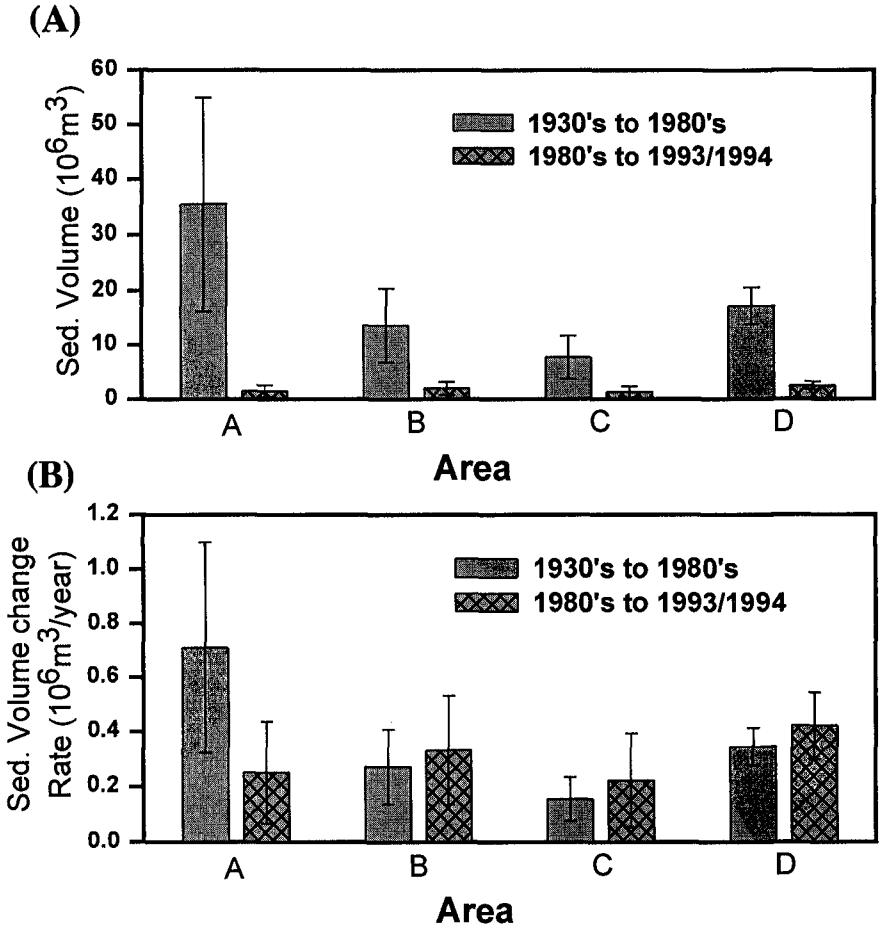 (A)
60
50
40
30
20
10
0
Sed. Volume (10⁶m³)
1930's to 1980's
1980's to 1993/1994
A B C D
Area
(B)
1.2
1.0
0.8
0.6
0.4
0.2
0.0
Sed. Volume change
Rate (10⁶m³/year)
1930's to 1980's
1980's to 1993/1994
A B C D
Area